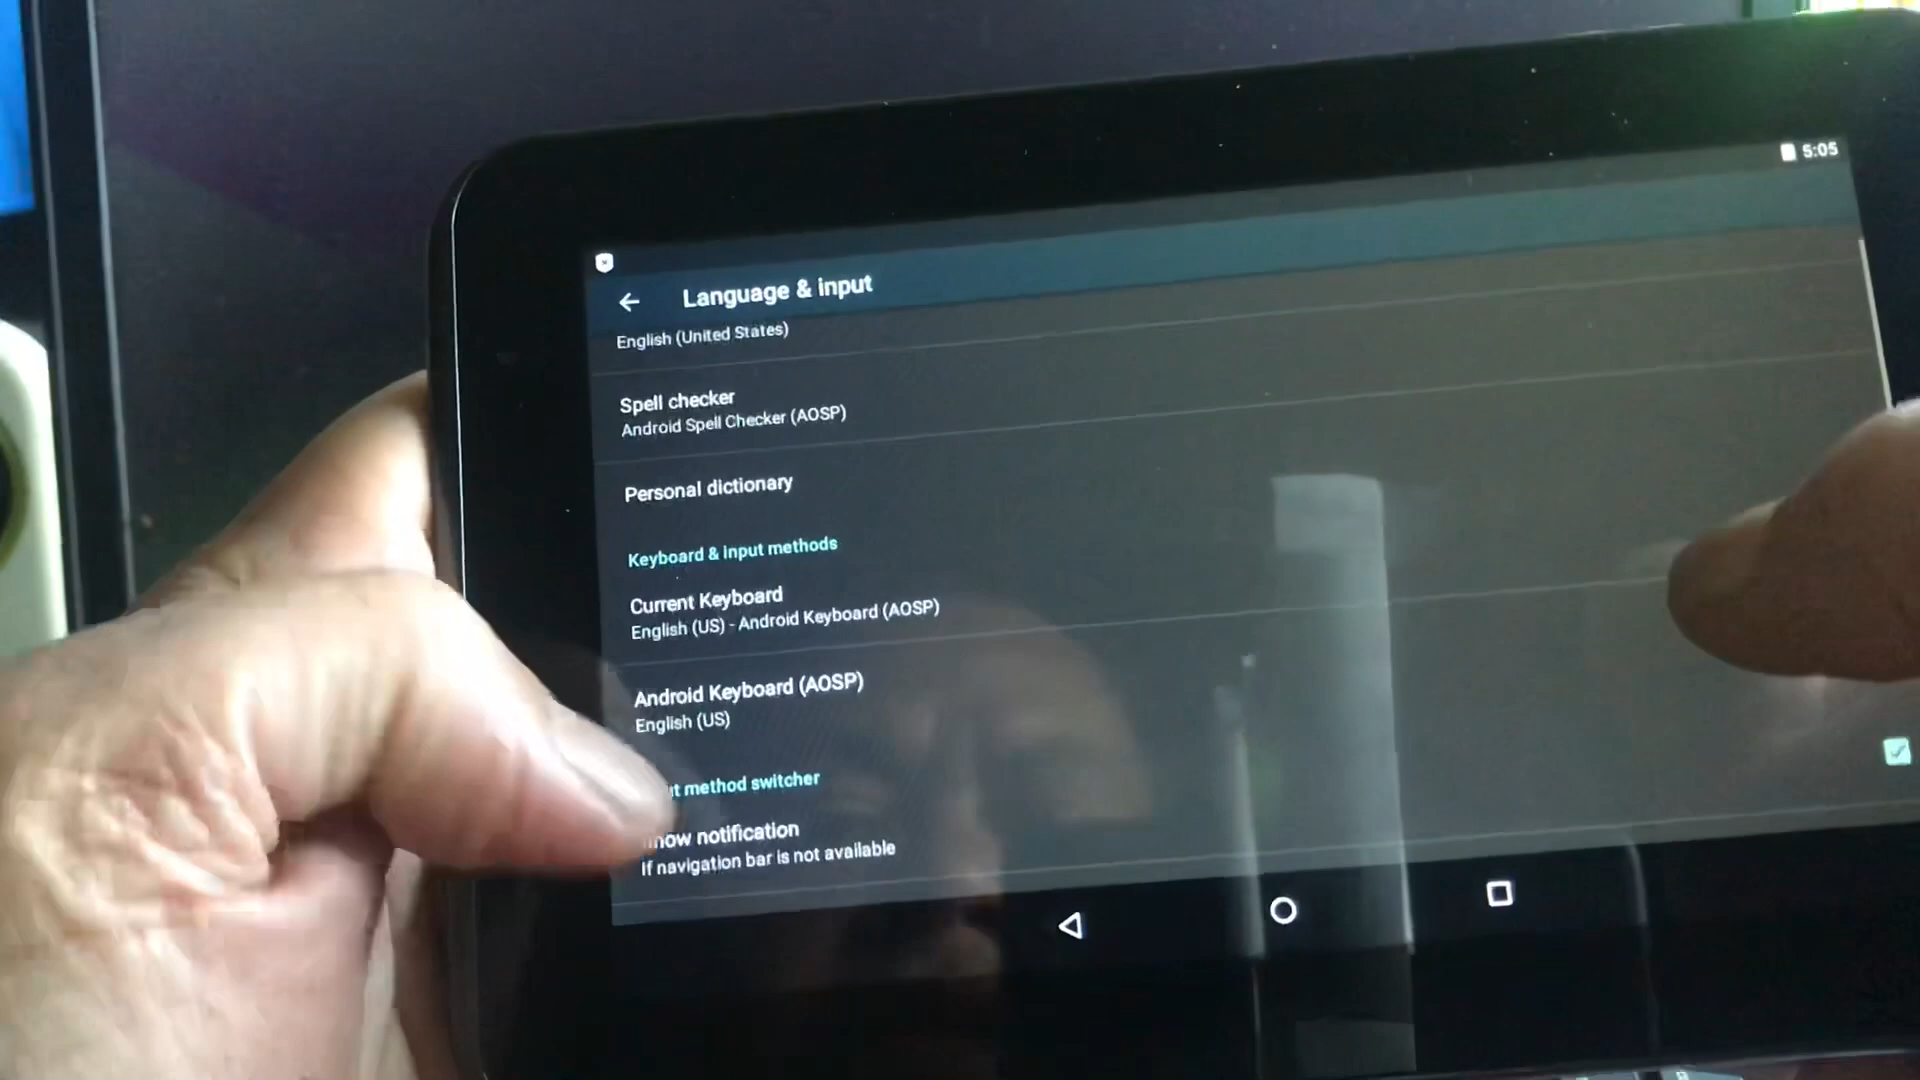 5:05
Language & input
English (United States)
Spell checker
Android Spell Checker (AOSP)
Personal dictionary
Keyboard & input methods
Current Keyboard
English (US) - Android Keyboard (AOSP)
Android Keyboard (AOSP)
English (US)
method switcher
notification
If navigation bar is not available